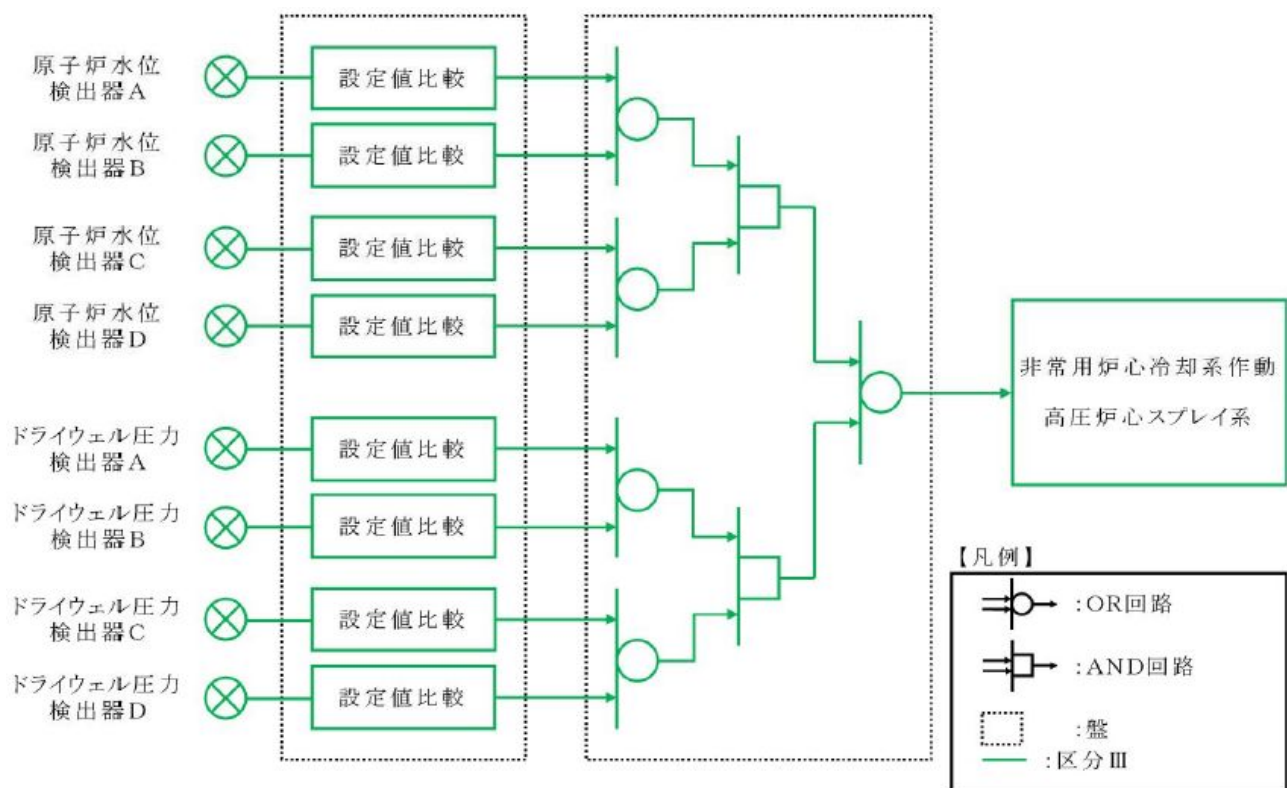 原子炉水位
検出器A
設定値比較
原子炉水位
検出器B
設定値比較
原子炉水位
検出器C
設定値比較
原子炉水位
検出器D
設定値比較
ドライウェル圧力
検出器A
設定値比較
ドライウェル圧力
検出器B
設定値比較
ドライウェル圧力
検出器C
設定値比較
ドライウェル圧力
検出器D
設定値比較
非常用炉心冷却系作動
高圧炉心スプレイ系
【凡例】
:OR回路
:AND回路
:盤
:区分Ⅲ